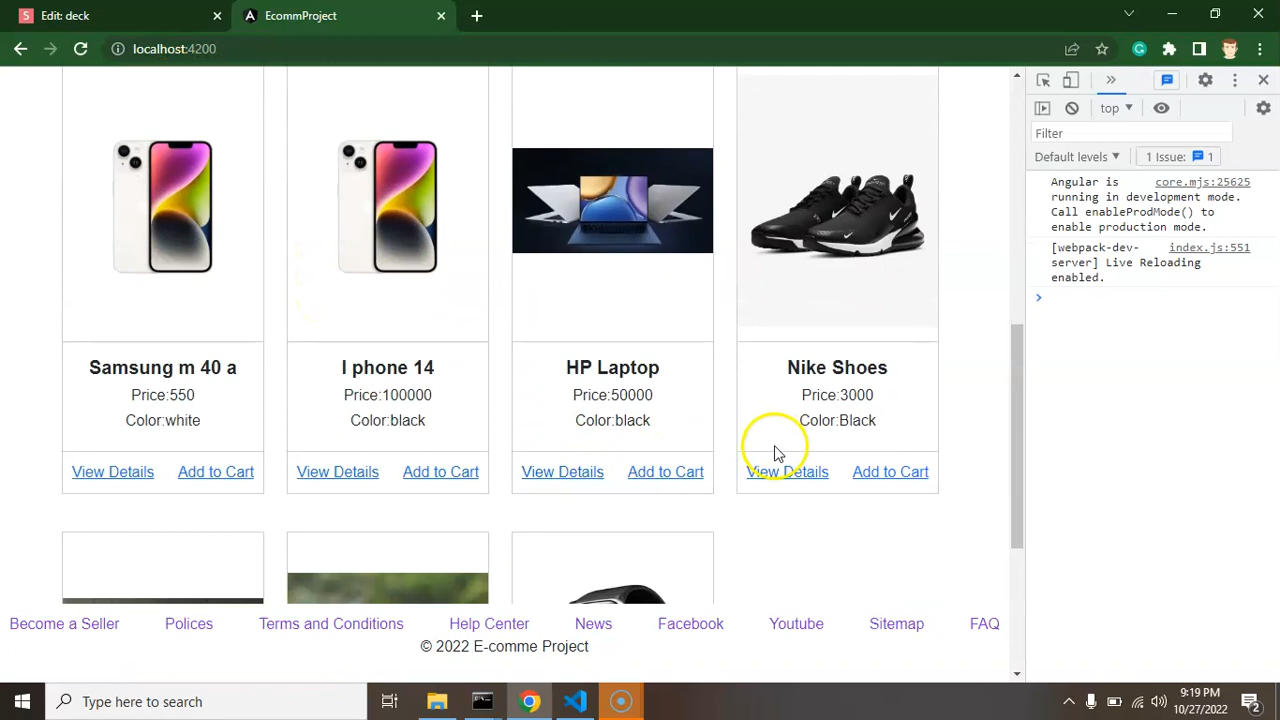 Edit: deck
EcommProject
localhost:4200
top
Filter
Default levels
1 Issue: 1
Angular is core.mjs:25625
running in development mode.
Call enableProdMode() to
enable production mode.
[webpack-dev- index.js:551
server] Live Reloading
enabled.
Samsung m 40 a
Price:550
Color:white
View Details Add to Cart
I phone 14
Price:100000
Color:black
View Details Add to Cart
HP Laptop
Price:50000
Color:black
View Details Add to Cart
Nike Shoes
Price:3000
Color:Black
View Details Add to Cart
Become a Seller Polices Terms and Conditions Help Center News Facebook Youtube Sitemap FAQ
© 2022 E-comme Project
Type here to search
9:19 PM
10/27/2022
2